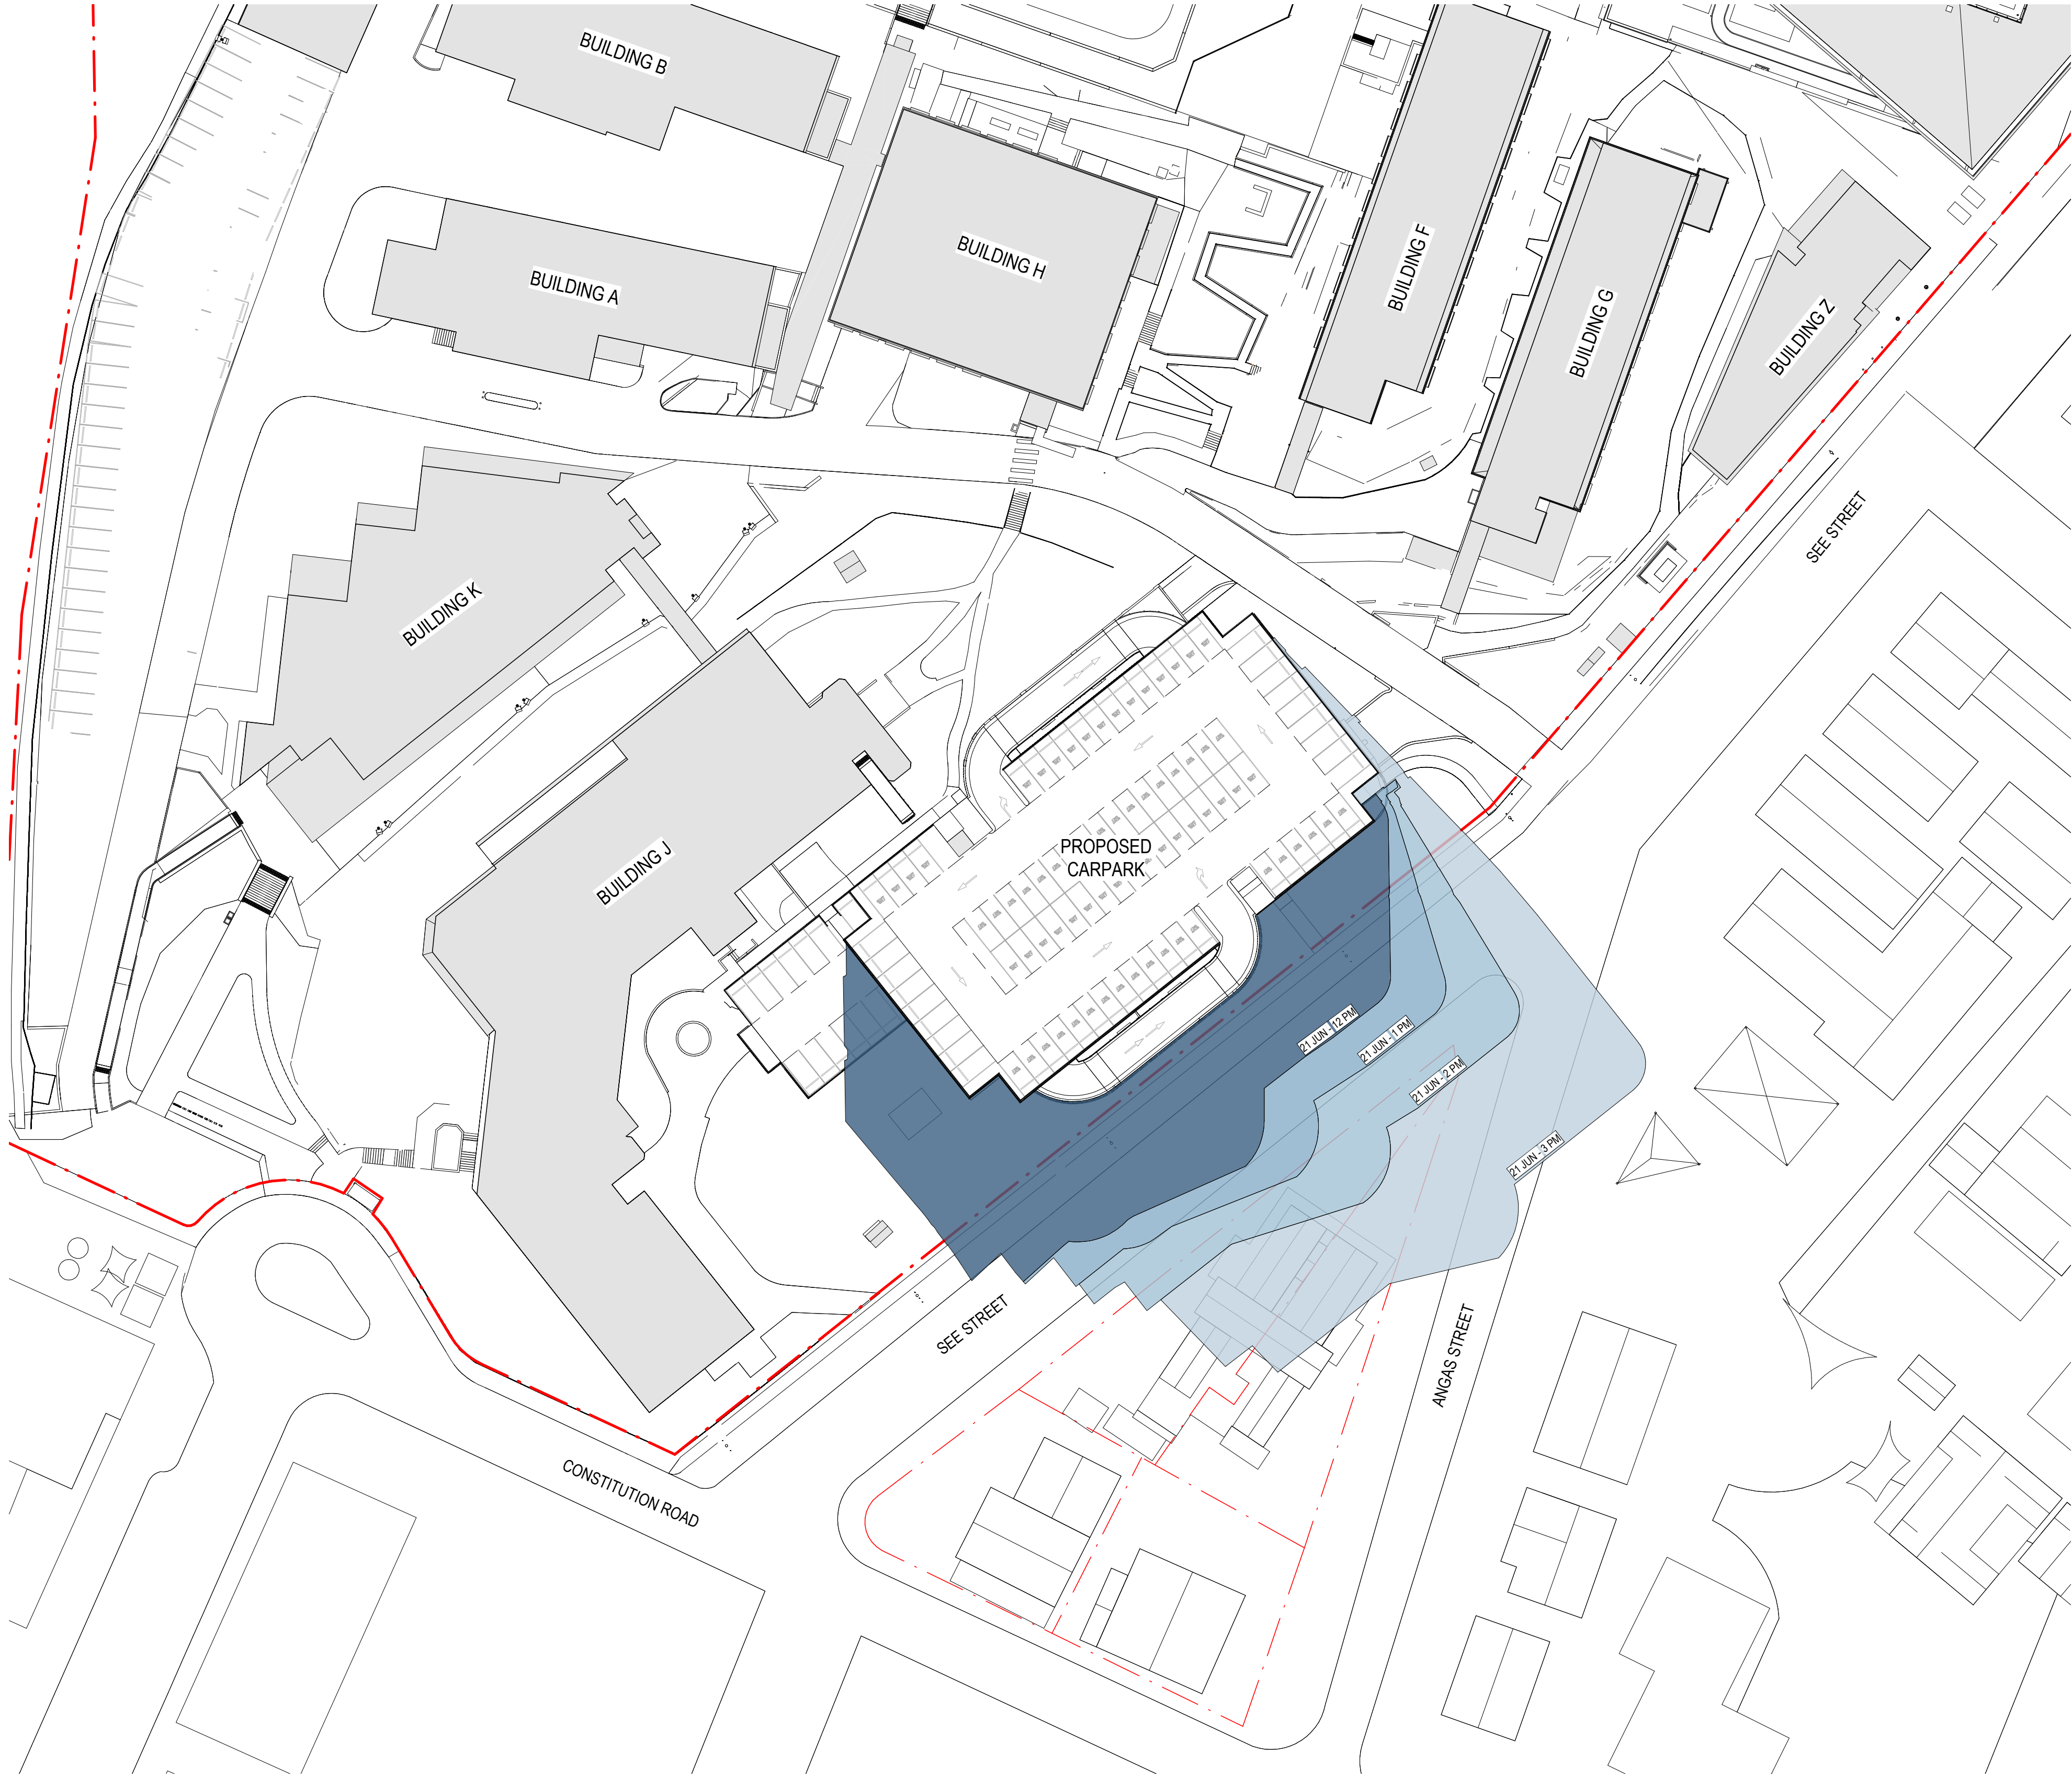 BUILDING B
BUILDING A
BUILDING H
BUILDING F
BUILDING G
BUILDING Z
SEE STREET
BUILDING K
BUILDING J
PROPOSED
CARPARK
21 JUN - 12 PM
21 JUN - 1 PM
21 JUN - 2 PM
21 JUN - 3 PM
SEE STREET
ANGAS STREET
CONSTITUTION ROAD